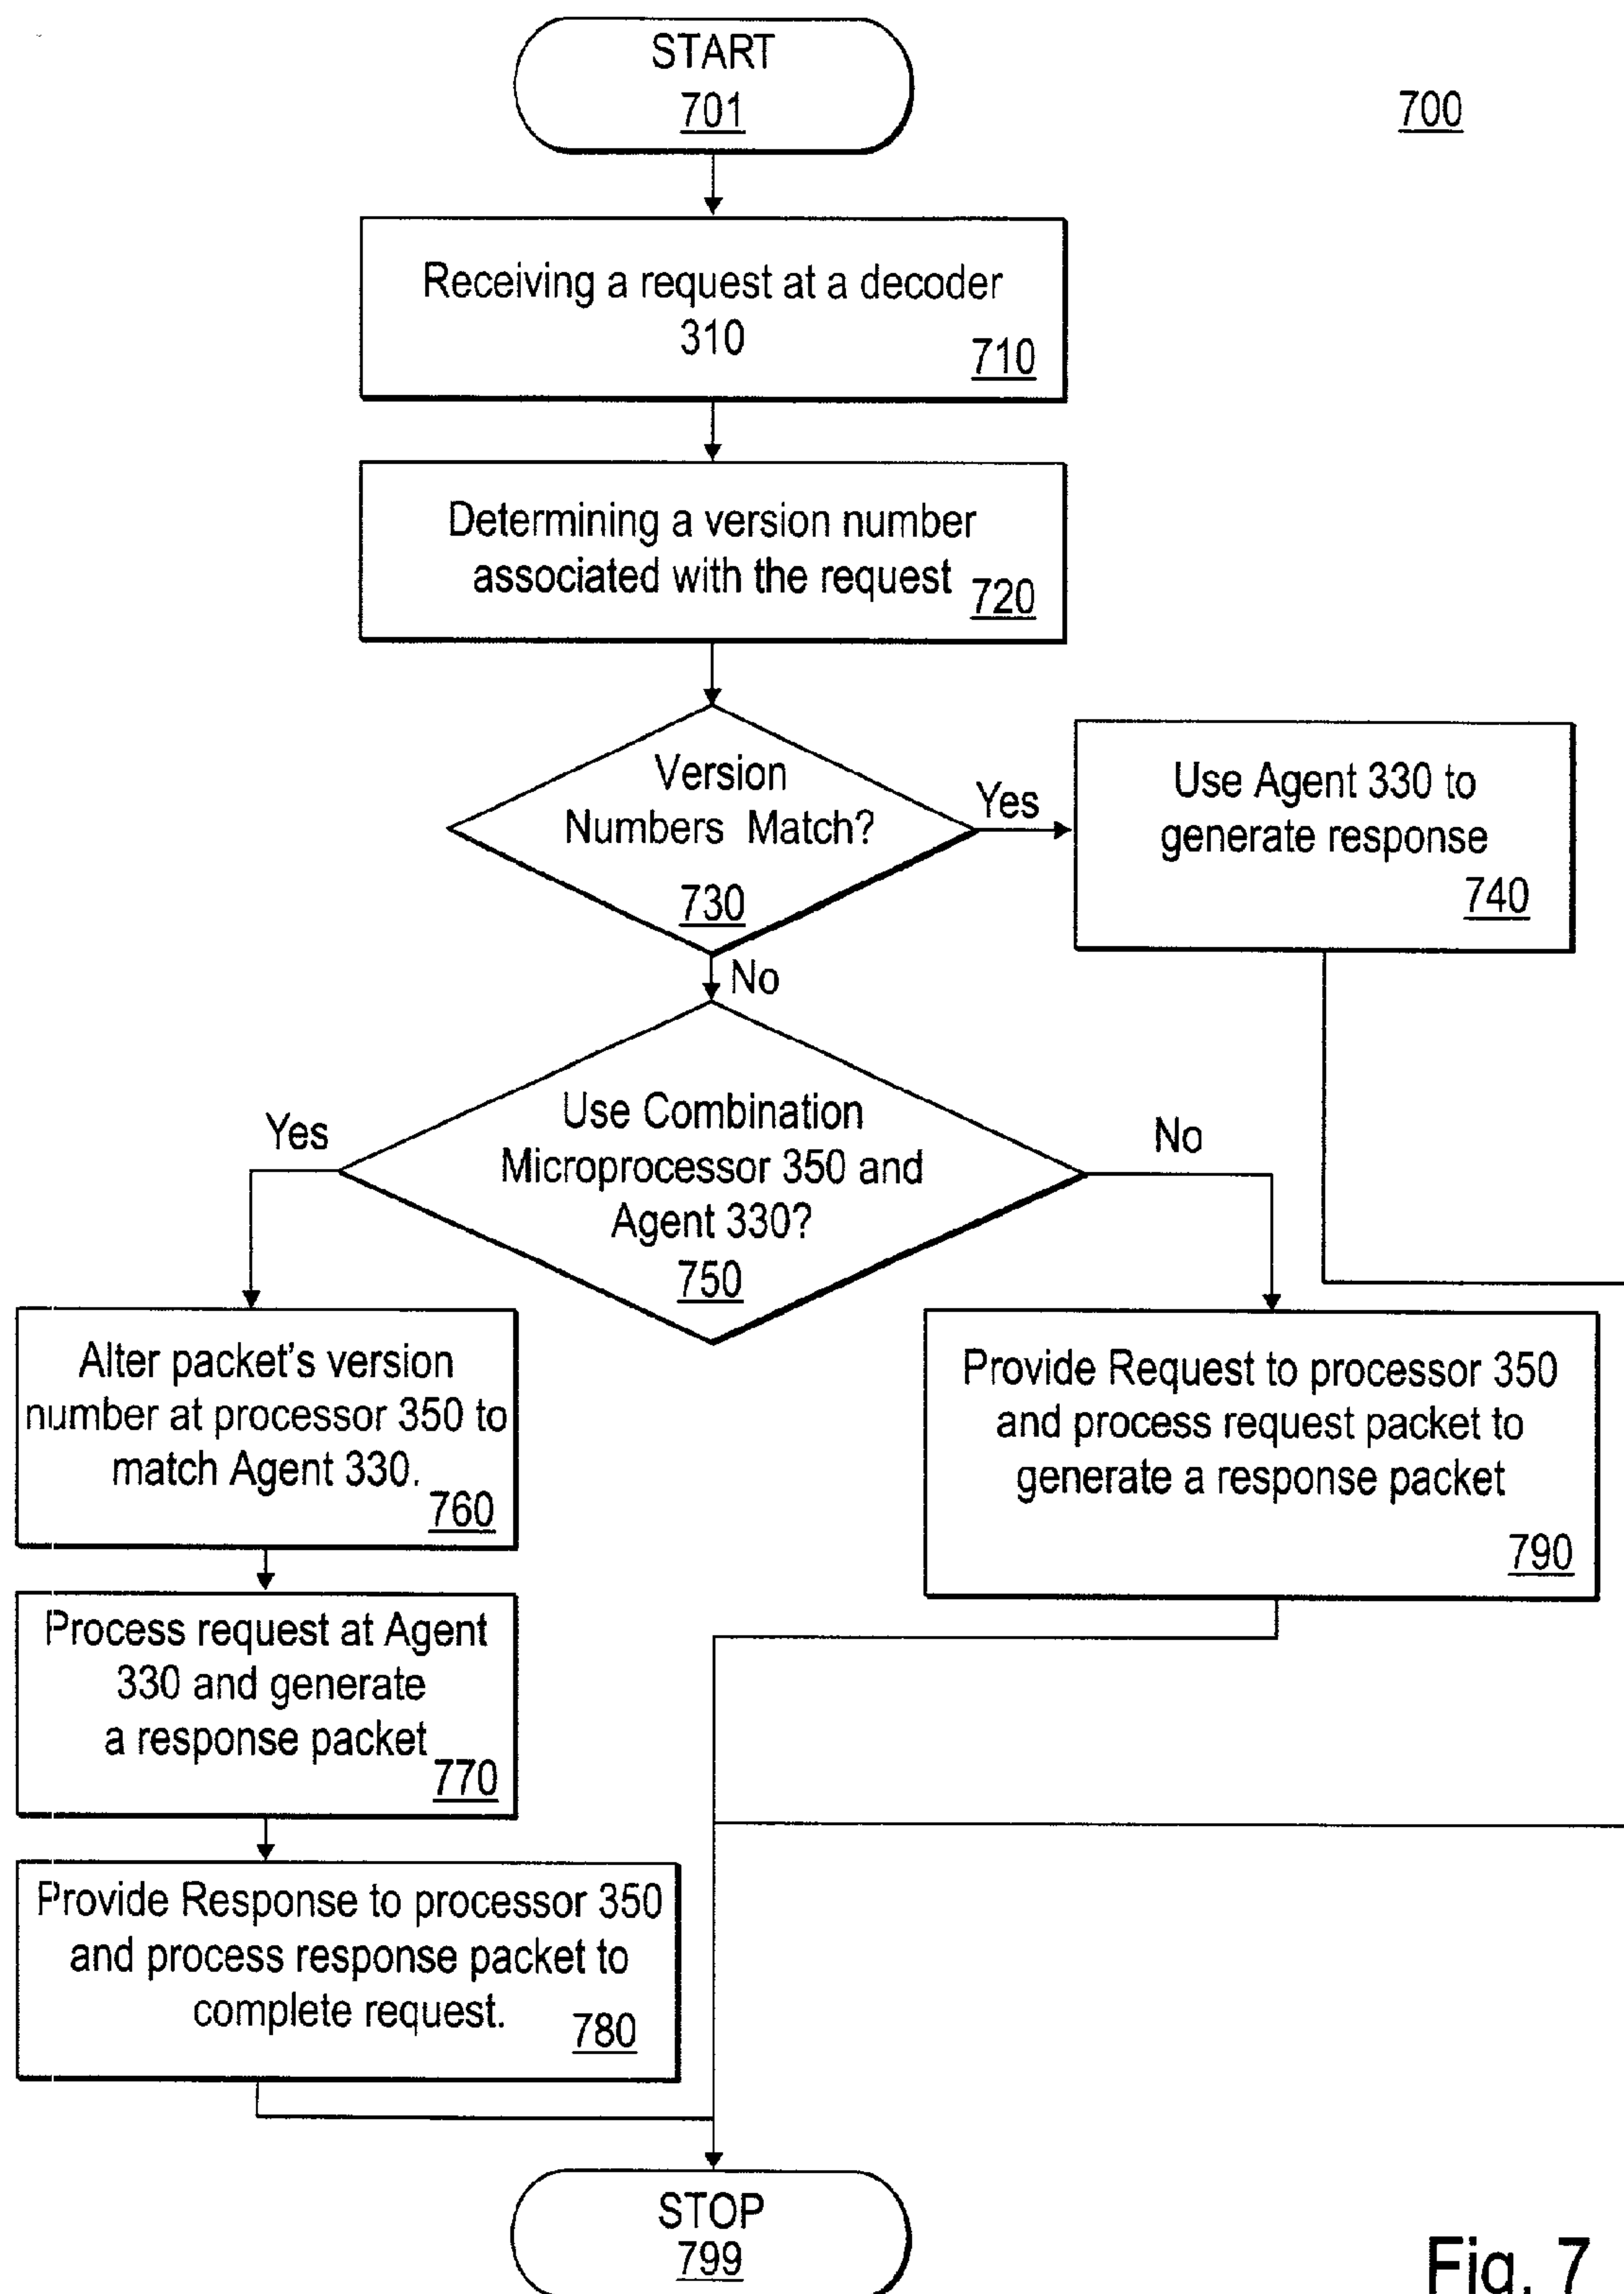 START
701
700
Receiving a request at a decoder
310
710
Determining a version number
associated with the request
720
Version
Numbers Match?
730
Yes
Use Agent 330 to
generate response
740
No
Use Combination
Microprocessor 350 and
Agent 330?
750
Yes
No
Alter packet's version
number at processor 350 to
match Agent 330.
760
Provide Request to processor 350
and process request packet to
generate a response packet
790
Process request at Agent
330 and generate
a response packet
770
Provide Response to processor 350
and process response packet to
complete request.
780
STOP
799
Fig. 7